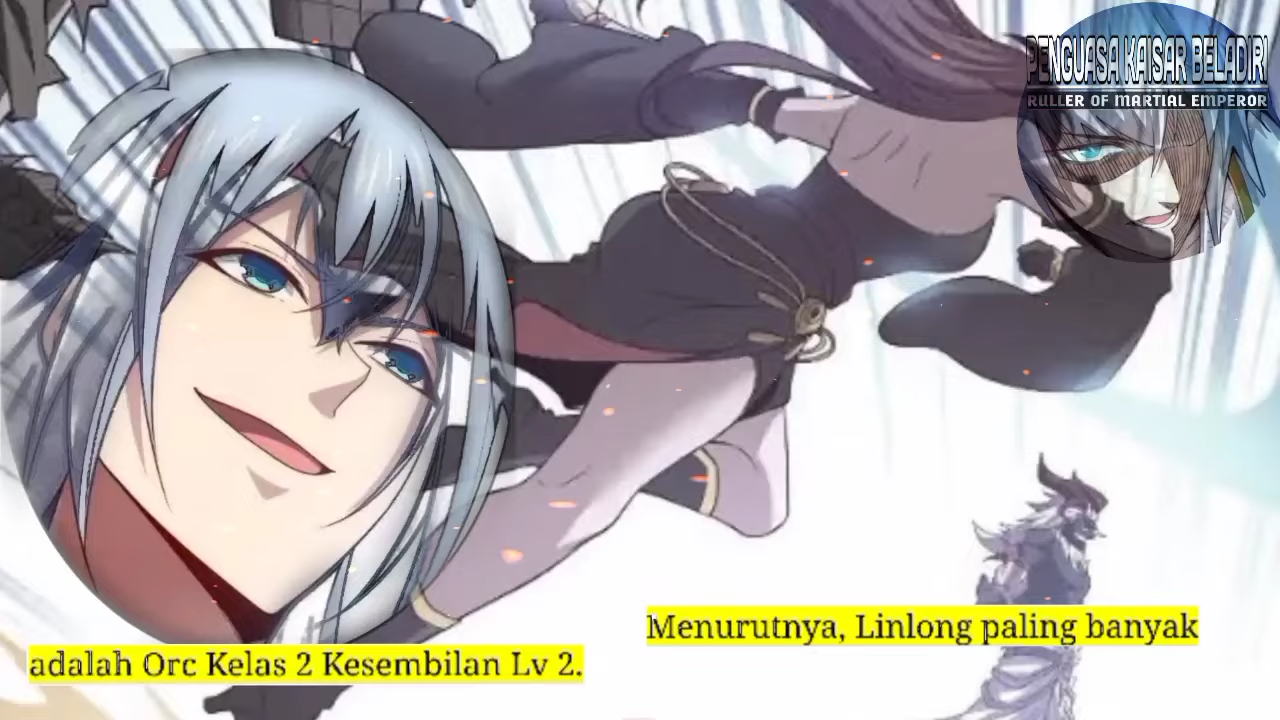 PENGUASA KAISAR BELADIRI
RULLER OF MARTIAL EMPEROR
Menurutnya, Linlong paling banyak
adalah Orc Kelas 2 Kesembilan Lv 2.